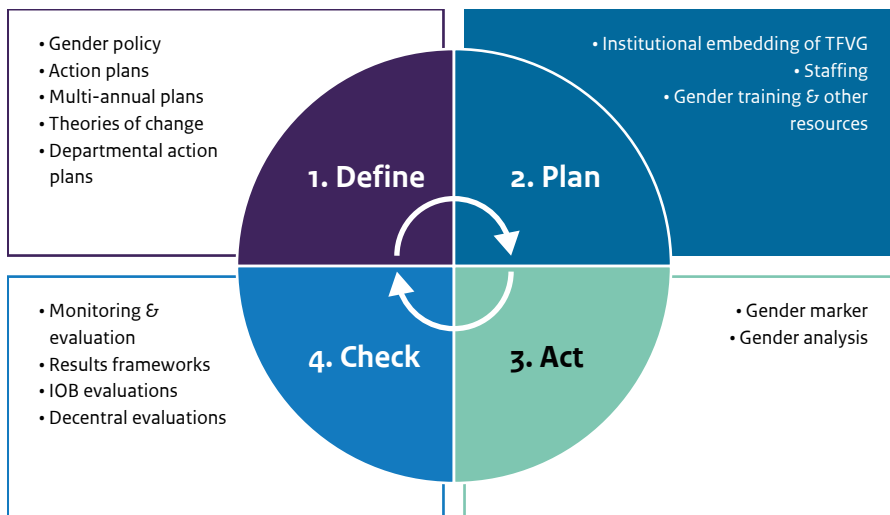 • Gender policy
• Action plans
• Multi-annual plans
• Theories of change
• Departmental action
plans
• Institutional embedding of TFVG
• Staffing
• Gender training & other
resources
1. Define
2. Plan
• Monitoring &
evaluation
• Results frameworks
• IOB evaluations
• Decentral evaluations
• Gender marker
• Gender analysis
4. Check
3. Act